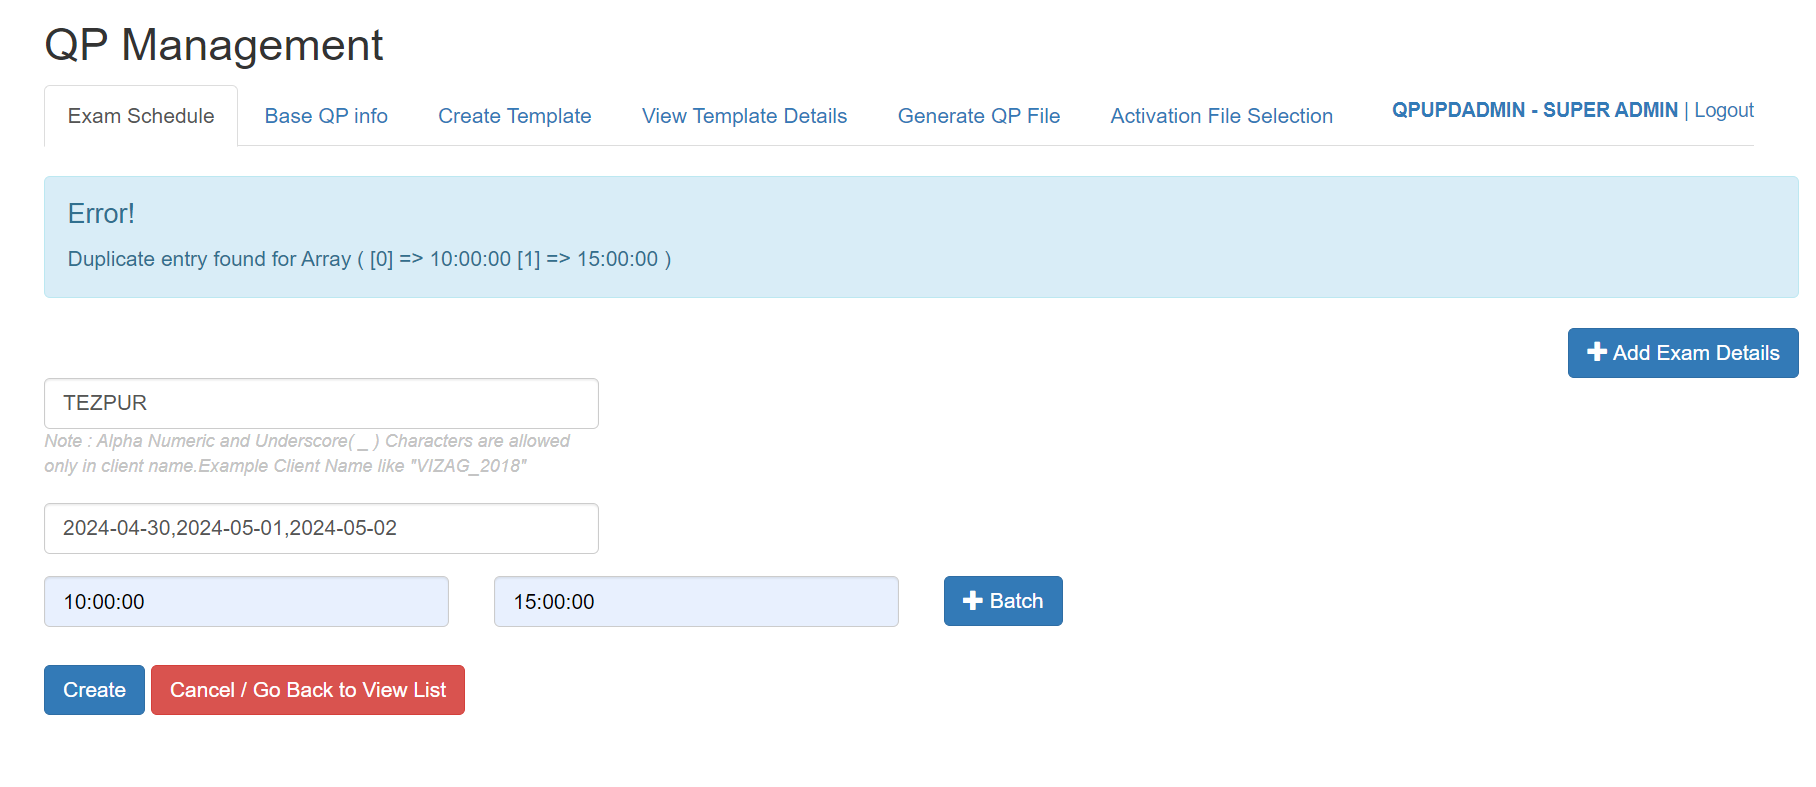 QP Management
Exam Schedule Base QP info Create Template View Template Details Generate QP File Activation File Selection QPUPDADMIN - SUPER ADMIN | Logout
Error!
Duplicate entry found for Array ( [0] => 10:00:00 [1] => 15:00:00 )
Add Exam Details
TEZPUR
Note : Alpha Numeric and Underscore( _ ) Characters are allowed
only in client name.Example Client Name like "VIZAG_2018"
2024-04-30,2024-05-01,2024-05-02
10:00:00 15:00:00 Batch
Create Cancel / Go Back to View List